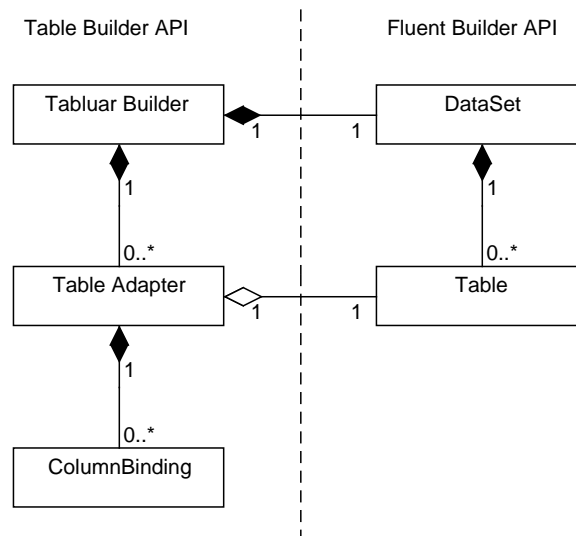 Table Builder API
Fluent Builder API
Tabluar Builder
DataSet
1
1
1
1
0..*
0..*
Table Adapter
Table
1
1
1
0..*
ColumnBinding